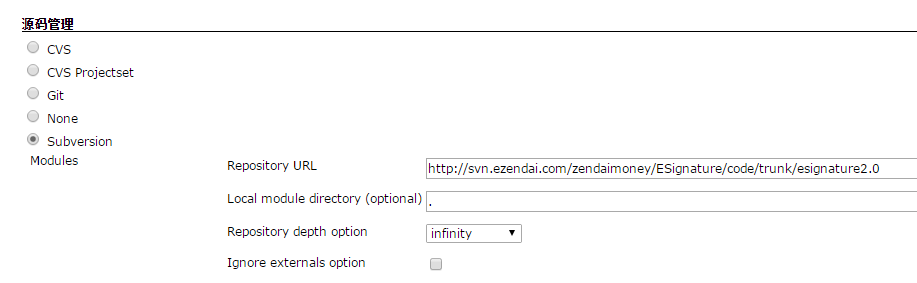 源码管理
CVS
CVS Projectset
Git
None
Subversion
Modules
Repository URL
http://svn.ezendai.com/zendaimoney/ESignature/code/trunk/esignature2.0
Local module directory (optional)
.
Repository depth option
infinity
Ignore externals option